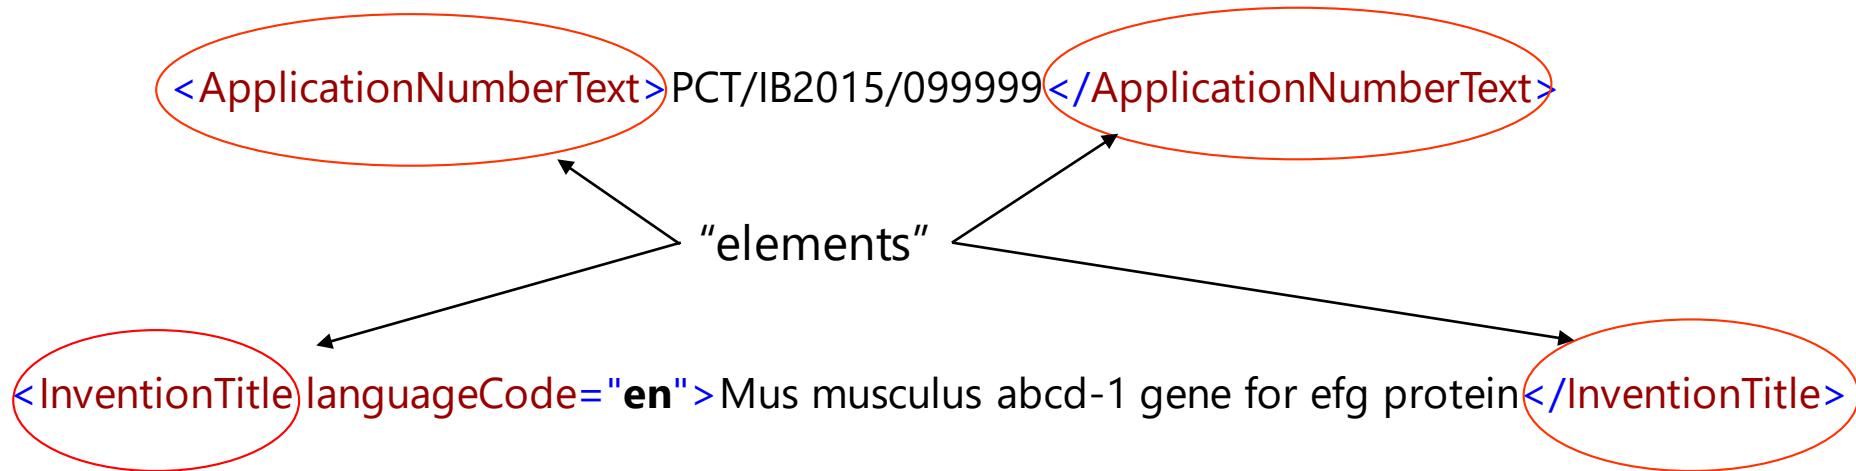 <ApplicationNumberText>PCT/IB2015/099999</ApplicationNumberText>
“elements”
<InventionTitle languageCode="en">Mus musculus abcd-1 gene for efg protein</InventionTitle>